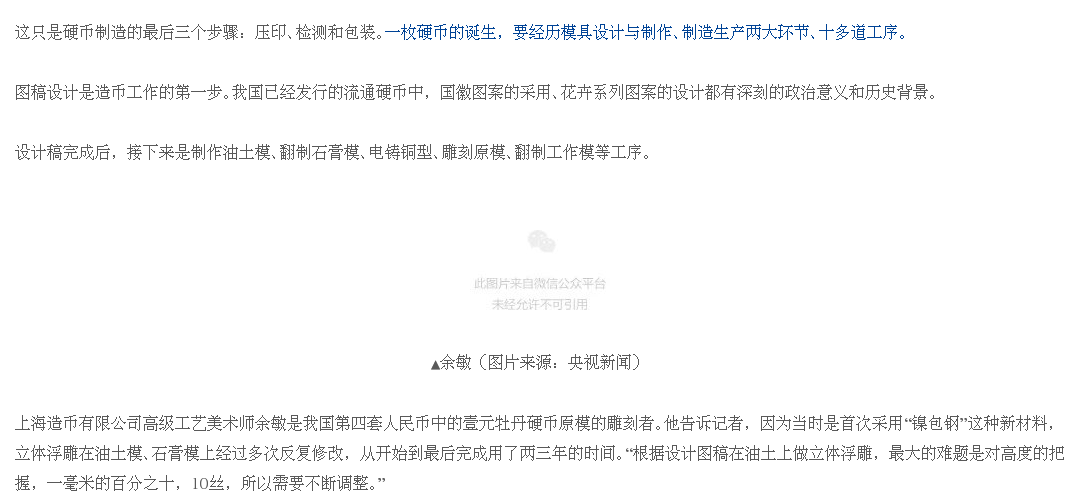 这只是硬币制造的最后三个步骤：压印、检测和包装。一枚硬币的诞生，要经历模具设计与制作、制造生产两大环节、十多道工序。
图稿设计是造币工作的第一步。我国已经发行的流通硬币中，国徽图案的采用、花卉系列图案的设计都有深刻的政治意义和历史背景。
设计稿完成后，接下来是制作油土模、翻制石膏模、电铸铜型、雕刻原模、翻制工作模等工序。
此图片来自微信公众平台
未经允许不可引用
▲余敏（图片来源：央视新闻）
上海造币有限公司高级工艺美术师余敏是我国第四套人民币中的壹元牡丹硬币原模的雕刻者。他告诉记者，因为当时是首次采用“镍包钢”这种新材料，
立体浮雕在油土模、石膏模上经过多次反复修改，从开始到最后完成用了两三年的时间。“根据设计图稿在油土上做立体浮雕，最大的难题是对高度的把
握，一毫米的百分之十，10丝，所以需要不断调整。”